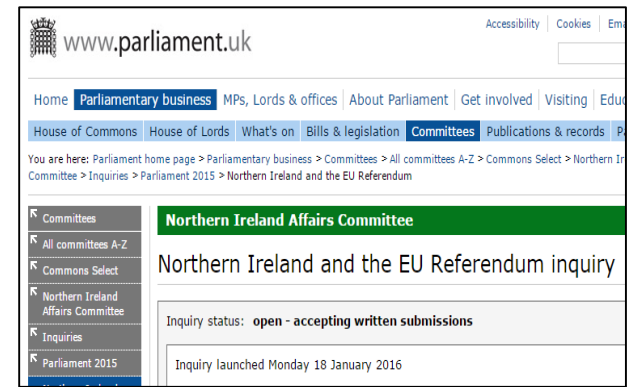 Accessibility Cookies
www.parliament.uk
Home Parliamentary business MPs, Lords & offices About Parliament Get involved Visiting
House of Commons House of Lords What's on Bills & legislation Committees Publications & records
You are here: Parliament home page > Parliamentary business > Committees > All committees A-Z > Commons Select > Northern
Committee > Inquiries > Parliament 2015 > Northern Ireland and the EU Referendum
Committees
Northern Ireland Affairs Committee
All committees A-Z
Commons Select
Northern Ireland and the EU Referendum inquiry
Northern Ireland
Affairs Committee
Inquiry status: open - accepting written submissions
Inquiries
Parliament 2015
Inquiry launched Monday 18 January 2016